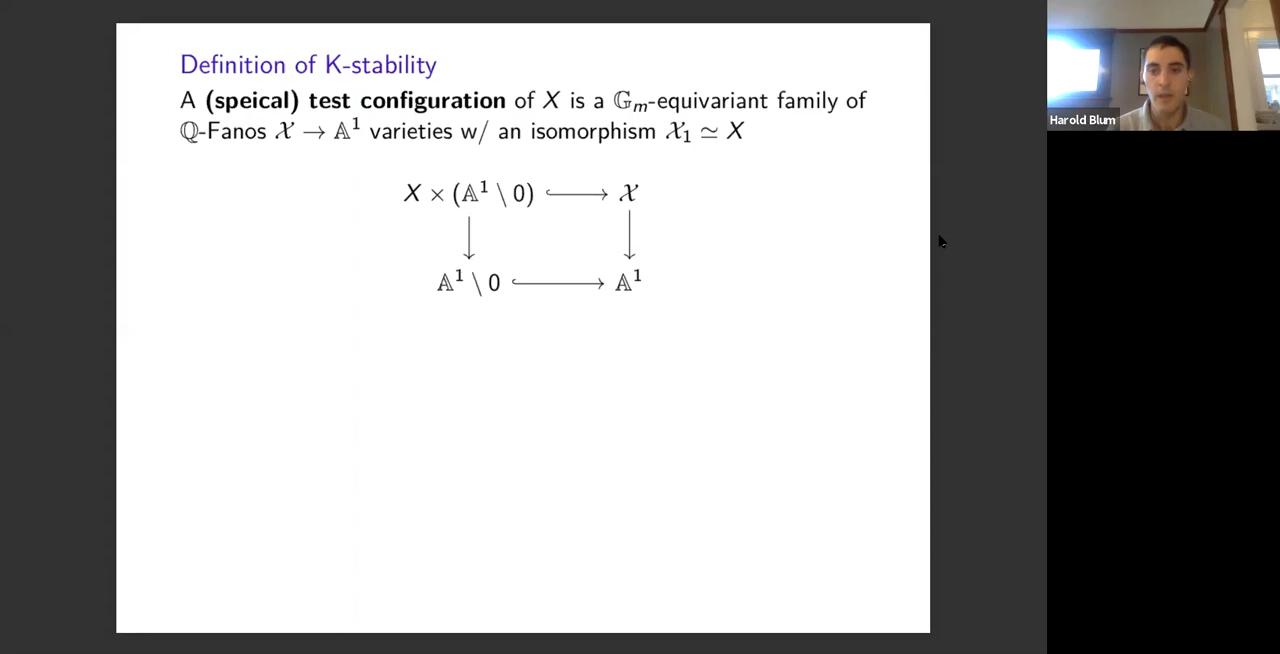 Definition of K-stability
A (speical) test configuration of X is a 𝔾ₘ-equivariant family of
ℚ-Fanos 𝒳 → 𝔸¹ varieties w/ an isomorphism 𝒳₁ ≃ X
X × (𝔸¹ \ 0) ↪ 𝒳
𝔸¹ \ 0 ↪ 𝔸¹
Harold Blum